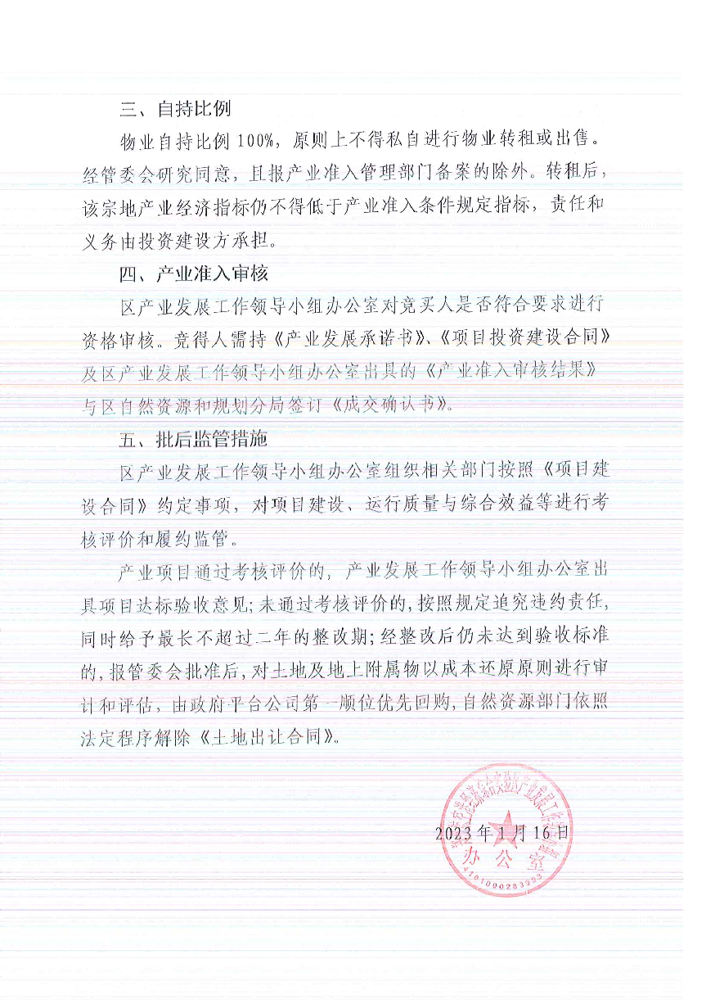 三、自持比例
物业自持比例 100%，原则上不得私自进行物业转租或出售。
经管委会研究同意，且报产业准入管理部门备案的除外。转租后，
该宗地产业经济指标仍不得低于产业准入条件规定指标，责任和
义务由投资建设方承担。
四、产业准入审核
区产业发展工作领导小组办公室对竞买人是否符合要求进行
资格审核。竞得人需持《产业发展承诺书》、《项目投资建设合同》
及区产业发展工作领导小组办公室出具的《产业准入审核结果》
与区自然资源和规划分局签订《成交确认书》。
五、批后监管措施
区产业发展工作领导小组办公室组织相关部门按照《项目建
设合同》约定事项，对项目建设、运行质量与综合效益等进行考
核评价和履约监管。
产业项目通过考核评价的，产业发展工作领导小组办公室出
具项目达标验收意见;未通过考核评价的,按照规定追究违约责任,
同时给予最长不超过二年的整改期;经整改后仍未达到验收标准
的,报管委会批准后,对土地及地上附属物以成本还原原则进行审
计和评估，由政府平台公司第一顺位优先回购,自然资源部门依照
法定程序解除《土地出让合同》。
2023 年 1 月 16 日
办公室